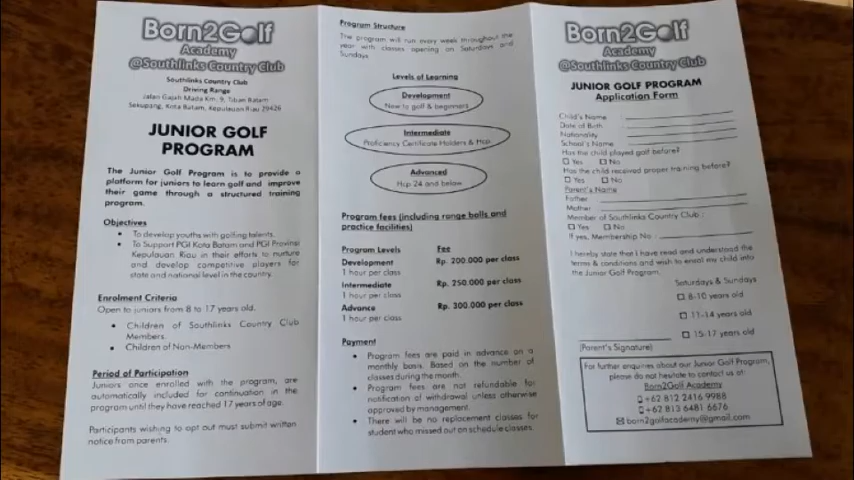 Born2Golf
Academy
@Southlinks Country Club
Southlinks Country Club
Driving Range
Jalan Gajah Mada Km. 9, Tiban Batam
Sekupang, Kota Batam, Kepulauan Riau 29426
JUNIOR GOLF
PROGRAM
The Junior Golf Program is to provide a
platform for juniors to learn golf and improve
their game through a structured training
program.
Objectives
• To develop youths with golfing talents.
• To Support PGI Kota Batam and PGI Provinsi
Kepulauan Riau in their efforts to nurture
and develop competitive players for
state and national level in the country.
Enrolment Criteria
Open to juniors from 8 to 17 years old.
• Children of Southlinks Country Club
Members.
• Children of Non-Members
Period of Participation
Juniors once enrolled with the program, are
automatically included for continuation in the
program until they have reached 17 years of age.
Participants wishing to opt out must submit written
notice from parents.
Program Structure
The program will run every week throughout the
year with classes opening on Saturdays and
Sundays
Levels of Learning
Development
New to golf & beginners
Intermediate
Proficiency Certificate Holders & Hcp
Advanced
Hcp 24 and below
Program fees (including range balls and
practice facilities)
Program Levels Fee
Development Rp. 200.000 per class
1 hour per class
Intermediate Rp. 250.000 per class
1 hour per class
Advance Rp. 300.000 per class
1 hour per class
Payment
• Program fees are paid in advance on a
monthly basis. Based on the number of
classes during the month.
• Program fees are not refundable for
notification of withdrawal unless otherwise
approved by management.
• There will be no replacement classes for
student who missed out on schedule classes.
Born2Golf
Academy
@Southlinks Country Club
JUNIOR GOLF PROGRAM
Application Form
Child's Name
Date of Birth
Nationality
School's Name
Has the child played golf before?
Yes No
Has the child received proper training before?
Yes No
Parent's Name
Father
Mother
Member of Southlinks Country Club :
Yes No
If yes, Membership No :
I hereby state that I have read and understood the
terms & conditions and wish to enrol my child into
the Junior Golf Program.
Saturdays & Sundays
8-10 years old
11-14 years old
15-17 years old
(Parent's Signature)
For further enquiries about our Junior Golf Program,
please do not hesitate to contact us at:
Born2Golf Academy
+62 812 2416 9988
+62 813 6481 6676
born2golfacademy@gmail.com